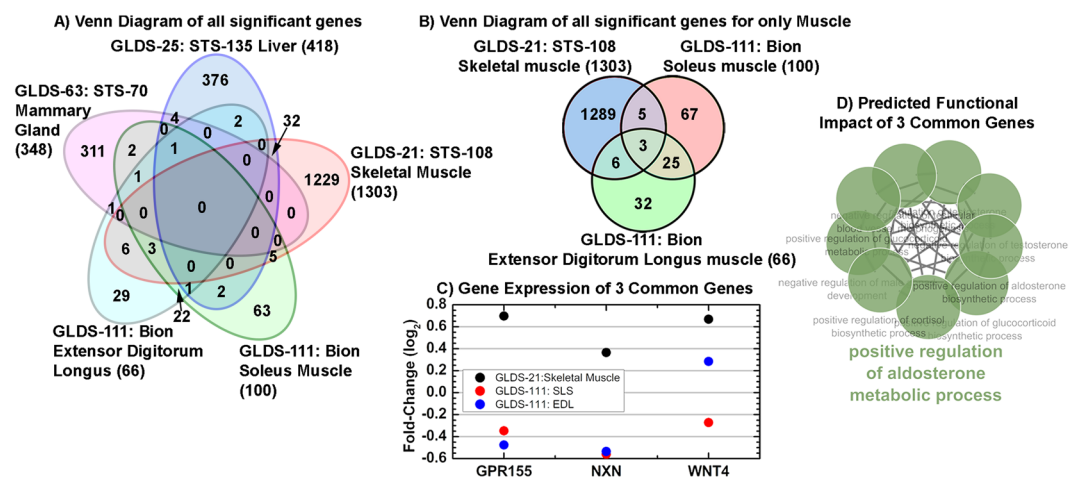 A) Venn Diagram of all significant genes
GLDS-25: STS-135 Liver (418)
GLDS-63: STS-70
Mammary
Gland
(348)
GLDS-21: STS-108
Skeletal Muscle
(1303)
GLDS-111: Bion
Extensor Digitorum
Longus (66)
GLDS-111: Bion
Soleus Muscle
(100)
376
4
0
0
2
32
0
311
2
1
0
1229
1
0
0
1
0
0
0
0
0
6
3
5
0
0
1
2
29
22
63
B) Venn Diagram of all significant genes for only Muscle
GLDS-21: STS-108
Skeletal muscle (1303)
GLDS-111: Bion
Soleus muscle (100)
1289
5
67
3
6
25
32
GLDS-111: Bion
Extensor Digitorum Longus muscle (66)
C) Gene Expression of 3 Common Genes
Fold-Change (log2)
0.8
0.6
0.4
0.2
0.0
-0.2
-0.4
-0.6
GLDS-21:Skeletal Muscle
GLDS-111: SLS
GLDS-111: EDL
GPR155
NXN
WNT4
D) Predicted Functional
Impact of 3 Common Genes
positive regulation of glucocorticoid
metabolic process
regulation of testosterone
process
negative regulation of male
development
positive regulation of aldosterone
biosynthetic process
positive regulation of cortisol
biosynthetic process
regulation of glucocorticoid
biosynthetic process
positive regulation
of aldosterone
metabolic process